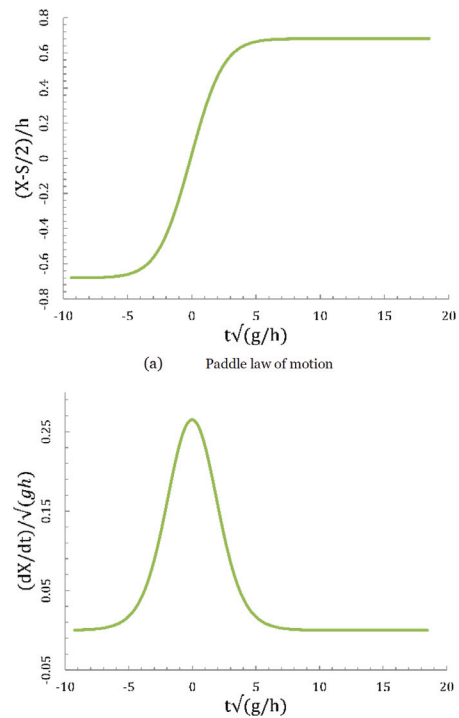 0.8
0.6
0.4
0.2
0
-0.2
-0.4
-0.6
-0.8
(X-S/2)/h
-10 -5 0 5 10 15 20
t√(g/h)
(a) Paddle law of motion
0.25
0.15
0.05
-0.05
(dX/dt)/√(gh)
-10 -5 0 5 10 15 20
t√(g/h)